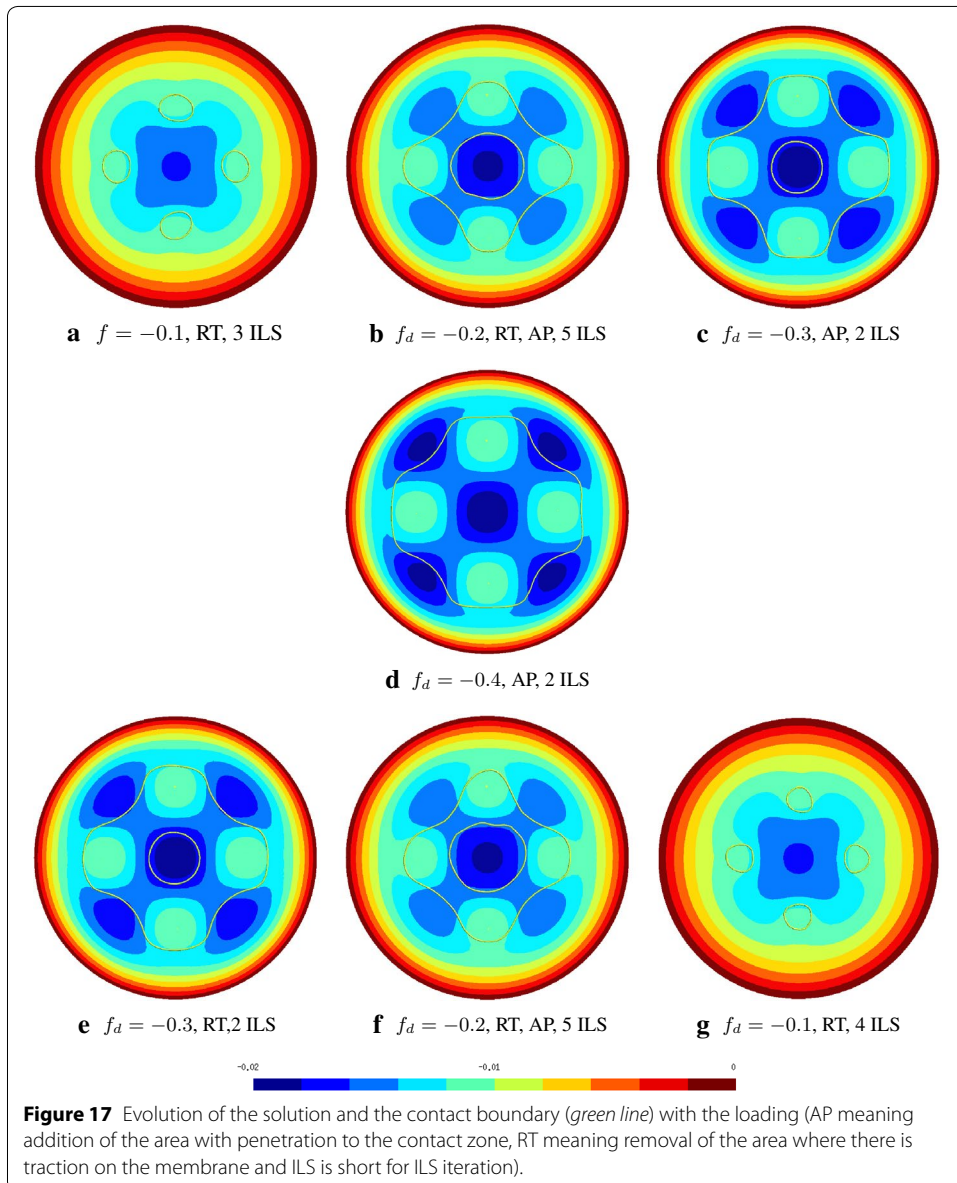 a f = −0.1, RT, 3 ILS
b f_d = −0.2, RT, AP, 5 ILS
c f_d = −0.3, AP, 2 ILS
d f_d = −0.4, AP, 2 ILS
e f_d = −0.3, RT,2 ILS
f f_d = −0.2, RT, AP, 5 ILS
g f_d = −0.1, RT, 4 ILS
-0.02 -0.01 0
Figure 17 Evolution of the solution and the contact boundary (green line) with the loading (AP meaning
addition of the area with penetration to the contact zone, RT meaning removal of the area where there is
traction on the membrane and ILS is short for ILS iteration).